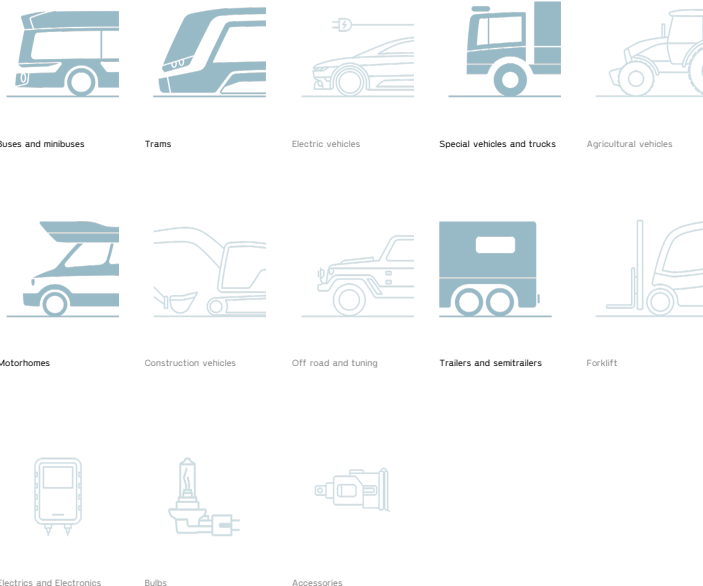 Buses and minibuses
Trams
Electric vehicles
Special vehicles and trucks
Agricultural vehicles
Motorhomes
Construction vehicles
Off road and tuning
Trailers and semitrailers
Forklift
Electrics and Electronics
Bulbs
Accessories